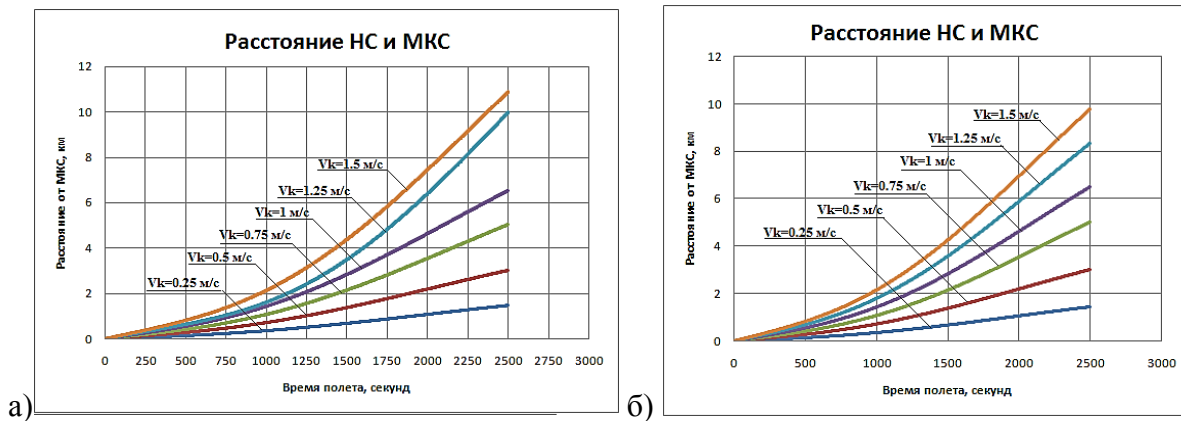 Расстояние НС и МКС
Расстояние от МКС, км
12
10
8
6
4
2
0
Vk=1.5 м/с
Vk=1.25 м/с
Vk=1 м/с
Vk=0.75 м/с
Vk=0.5 м/с
Vk=0.25 м/с
0 250 500 750 1000 1250 1500 1750 2000 2250 2500 2750 3000
Время полета, секунд
а)
Расстояние НС и МКС
Расстояние от МКС, км
12
10
8
6
4
2
0
Vk=1.5 м/с
Vk=1.25 м/с
Vk=1 м/с
Vk=0.75 м/с
Vk=0.5 м/с
Vk=0.25 м/с
0 500 1000 1500 2000 2500 3000
Время полета, секунд
б)